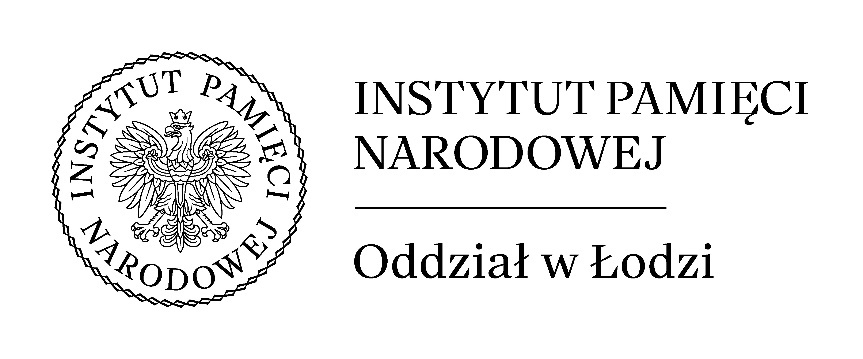 INSTYTUT PAMIĘCI
NARODOWEJ
INSTYTUT PAMIĘCI
NARODOWEJ
Oddział w Łodzi